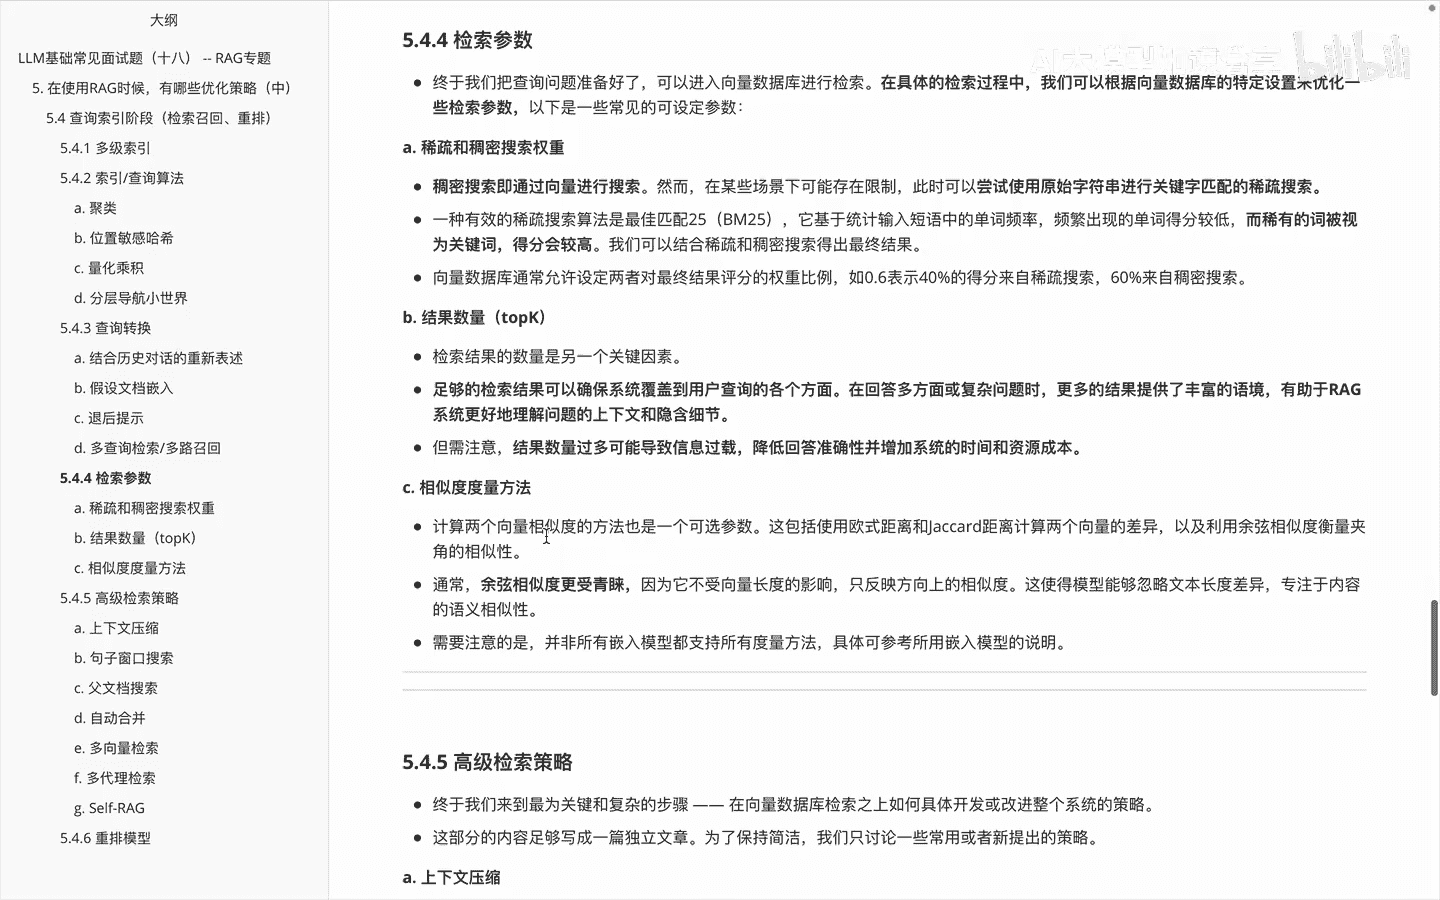 大纲
LLM基础常见面试题（十八） -- RAG专题
5. 在使用RAG时候，有哪些优化策略（中）
5.4 查询索引阶段（检索召回、重排）
5.4.1 多级索引
5.4.2 索引/查询算法
a. 聚类
b. 位置敏感哈希
c. 量化乘积
d. 分层导航小世界
5.4.3 查询转换
a. 结合历史对话的重新表述
b. 假设文档嵌入
c. 退后提示
d. 多查询检索/多路召回
5.4.4 检索参数
a. 稀疏和稠密搜索权重
b. 结果数量（topK）
c. 相似度度量方法
5.4.5 高级检索策略
a. 上下文压缩
b. 句子窗口搜索
c. 父文档搜索
d. 自动合并
e. 多向量检索
f. 多代理检索
g. Self-RAG
5.4.6 重排模型
5.4.4 检索参数
bilibili
● 终于我们把查询问题准备好了，可以进入向量数据库进行检索。在具体的检索过程中，我们可以根据向量数据库的特定设置来优化一
些检索参数，以下是一些常见的可设定参数：
a. 稀疏和稠密搜索权重
● 稠密搜索即通过向量进行搜索。然而，在某些场景下可能存在限制，此时可以尝试使用原始字符串进行关键字匹配的稀疏搜索。
● 一种有效的稀疏搜索算法是最佳匹配25（BM25），它基于统计输入短语中的单词频率，频繁出现的单词得分较低，而稀有的词被视
为关键词，得分会较高。我们可以结合稀疏和稠密搜索得出最终结果。
● 向量数据库通常允许设定两者对最终结果评分的权重比例，如0.6表示40%的得分来自稀疏搜索，60%来自稠密搜索。
b. 结果数量（topK）
● 检索结果的数量是另一个关键因素。
● 足够的检索结果可以确保系统覆盖到用户查询的各个方面。在回答多方面或复杂问题时，更多的结果提供了丰富的语境，有助于RAG
系统更好地理解问题的上下文和隐含细节。
● 但需注意，结果数量过多可能导致信息过载，降低回答准确性并增加系统的时间和资源成本。
c. 相似度度量方法
● 计算两个向量相似度的方法也是一个可选参数。这包括使用欧式距离和Jaccard距离计算两个向量的差异，以及利用余弦相似度衡量夹
角的相似性。
● 通常，余弦相似度更受青睐，因为它不受向量长度的影响，只反映方向上的相似度。这使得模型能够忽略文本长度差异，专注于内容
的语义相似性。
● 需要注意的是，并非所有嵌入模型都支持所有度量方法，具体可参考所用嵌入模型的说明。
5.4.5 高级检索策略
● 终于我们来到最为关键和复杂的步骤 —— 在向量数据库检索之上如何具体开发或改进整个系统的策略。
● 这部分的内容足够写成一篇独立文章。为了保持简洁，我们只讨论一些常用或者新提出的策略。
a. 上下文压缩